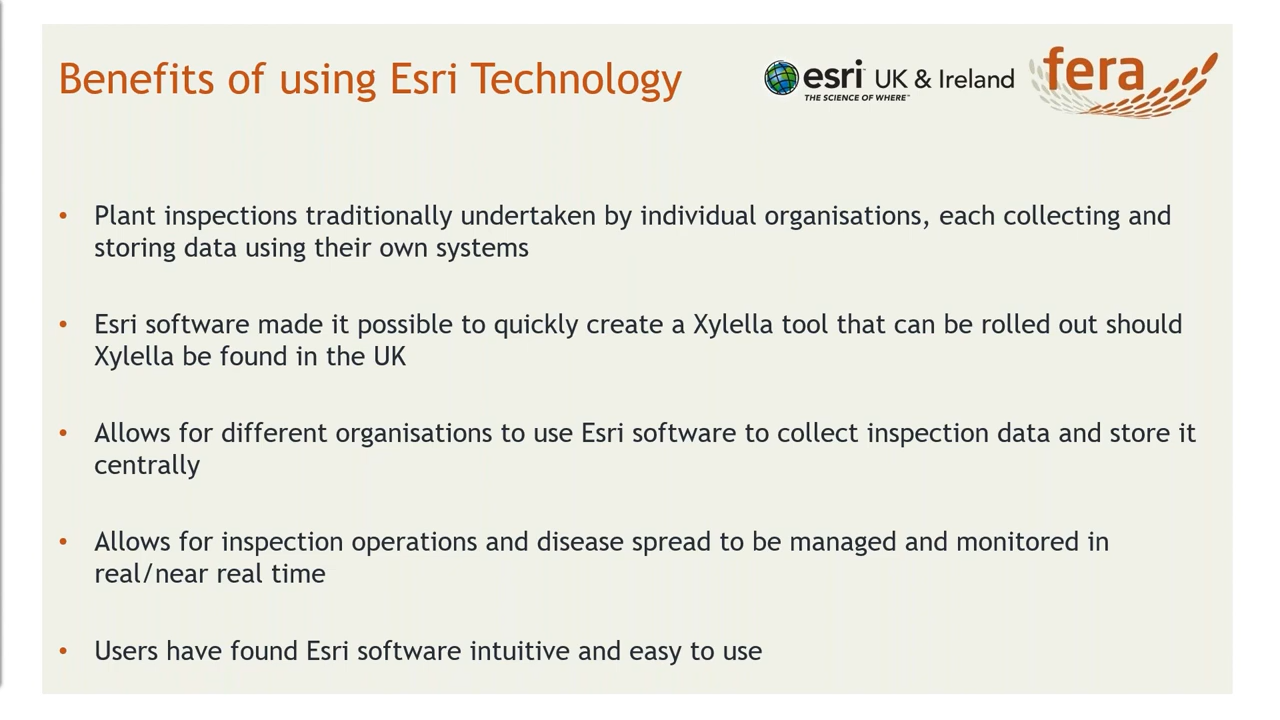 Benefits of using Esri Technology
esri UK & Ireland
THE SCIENCE OF WHERE™
fera
• Plant inspections traditionally undertaken by individual organisations, each collecting and
storing data using their own systems
• Esri software made it possible to quickly create a Xylella tool that can be rolled out should
Xylella be found in the UK
• Allows for different organisations to use Esri software to collect inspection data and store it
centrally
• Allows for inspection operations and disease spread to be managed and monitored in
real/near real time
• Users have found Esri software intuitive and easy to use